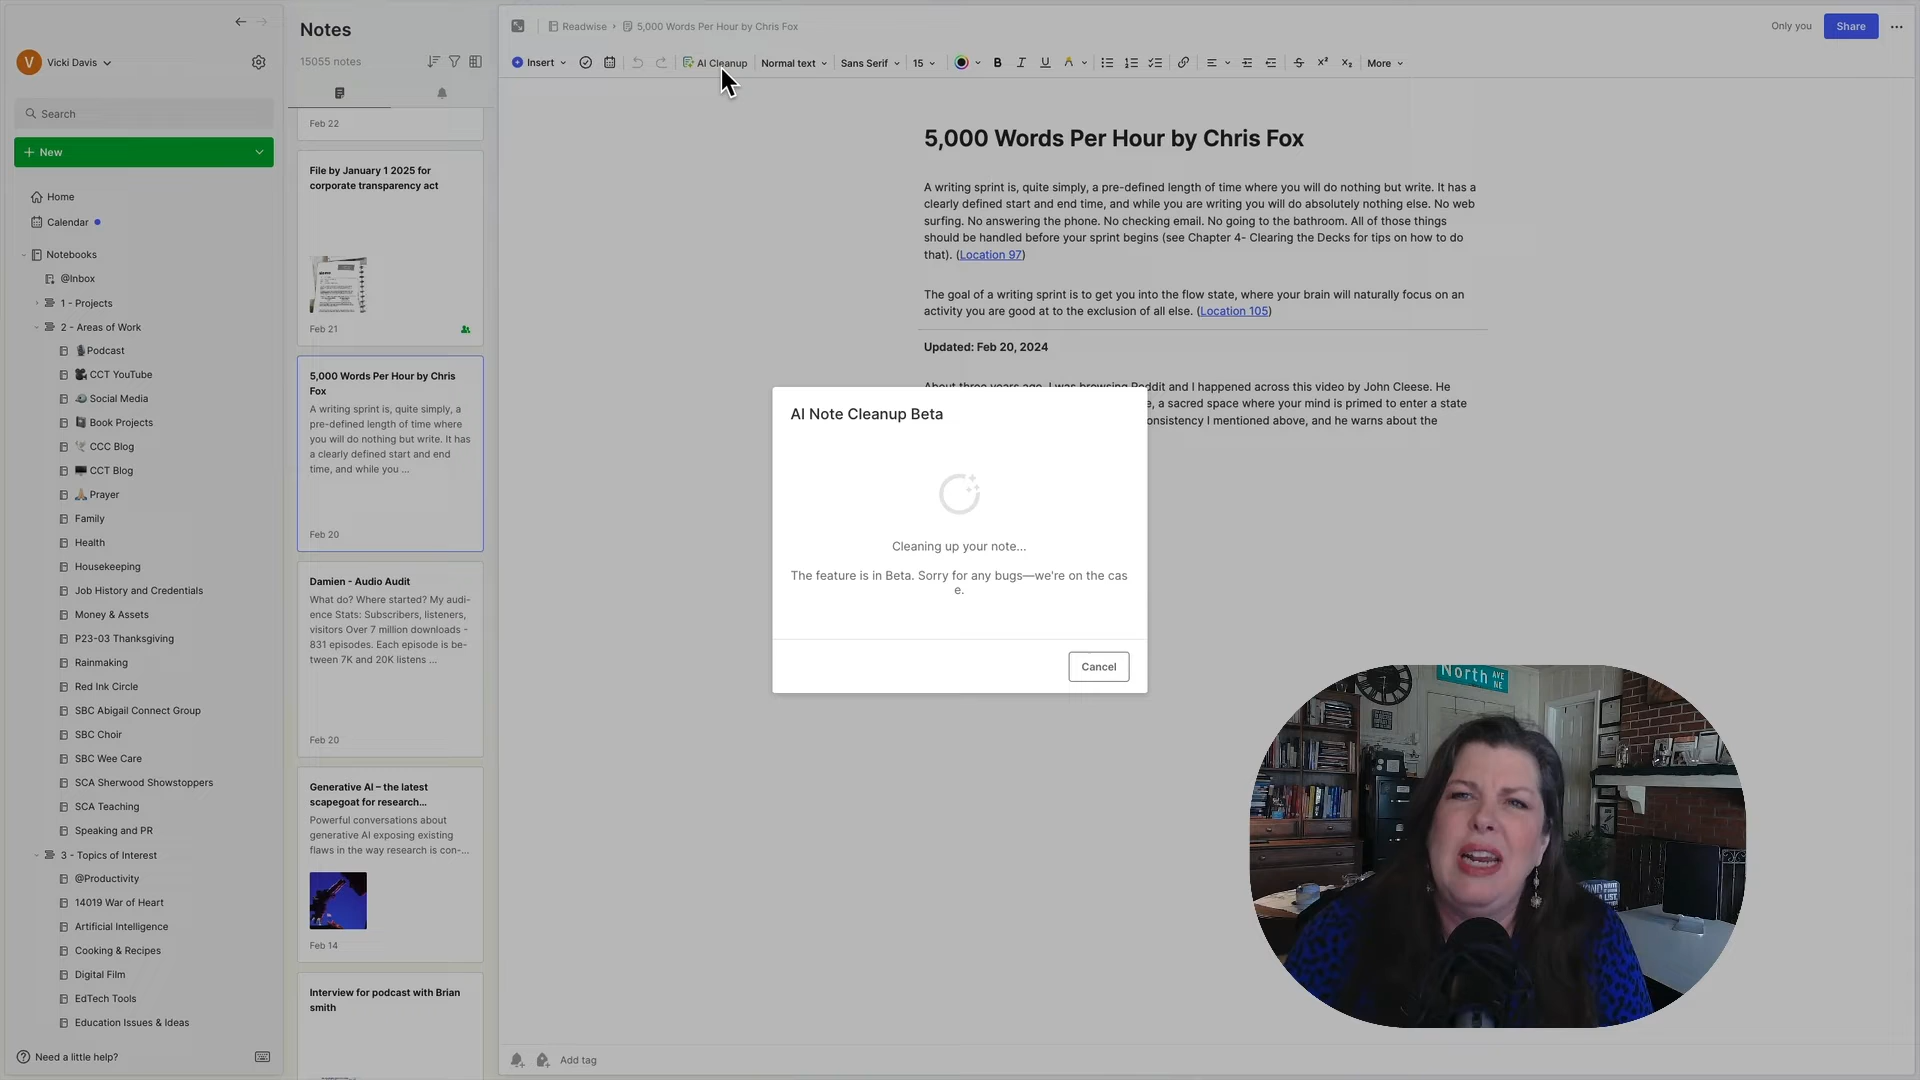 V
Vicki Davis
Search
+ New
Home
Calendar
Notebooks
@Inbox
1 - Projects
2 - Areas of Work
Podcast
CCT YouTube
Social Media
Book Projects
CCC Blog
CCT Blog
Prayer
Family
Health
Housekeeping
Job History and Credentials
Money & Assets
P23-03 Thanksgiving
Rainmaking
Red Ink Circle
SBC Abigail Connect Group
SBC Choir
SBC Wee Care
SCA Sherwood Showstoppers
SCA Teaching
Speaking and PR
3 - Topics of Interest
@Productivity
14019 War of Heart
Artificial Intelligence
Cooking & Recipes
Digital Film
EdTech Tools
Education Issues & Ideas
Need a little help?
Notes
15055 notes
Feb 22
File by January 1 2025 for
corporate transparency act
Feb 21
5,000 Words Per Hour by Chris
Fox
A writing sprint is, quite simply, a
pre-defined length of time where
you will do nothing but write. It has
a clearly defined start and end
time, and while you ...
Feb 20
Damien - Audio Audit
What do? Where started? My audi-
ence Stats: Subscribers, listeners,
visitors Over 7 million downloads -
831 episodes. Each episode is be-
tween 7K and 20K listens ...
Feb 20
Generative AI – the latest
scapegoat for research...
Powerful conversations about
generative AI exposing existing
flaws in the way research is con-...
Feb 14
Interview for podcast with Brian
smith
Readwise > 5,000 Words Per Hour by Chris Fox
Only you
Share
Insert AI Cleanup Normal text Sans Serif 15 B I U A S X² X₂ More
5,000 Words Per Hour by Chris Fox
A writing sprint is, quite simply, a pre-defined length of time where you will do nothing but write. It has a
clearly defined start and end time, and while you are writing you will do absolutely nothing else. No web
surfing. No answering the phone. No checking email. No going to the bathroom. All of those things
should be handled before your sprint begins (see Chapter 4- Clearing the Decks for tips on how to do
that). (Location 97)
The goal of a writing sprint is to get you into the flow state, where your brain will naturally focus on an
activity you are good at to the exclusion of all else. (Location 105)
Updated: Feb 20, 2024
About three years ago, I was browsing Reddit and I happened across this video by John Cleese. He
, a sacred space where your mind is primed to enter a state
onsistency I mentioned above, and he warns about the
AI Note Cleanup Beta
Cleaning up your note...
The feature is in Beta. Sorry for any bugs—we're on the cas
e.
Cancel
North AVE
NE
Add tag